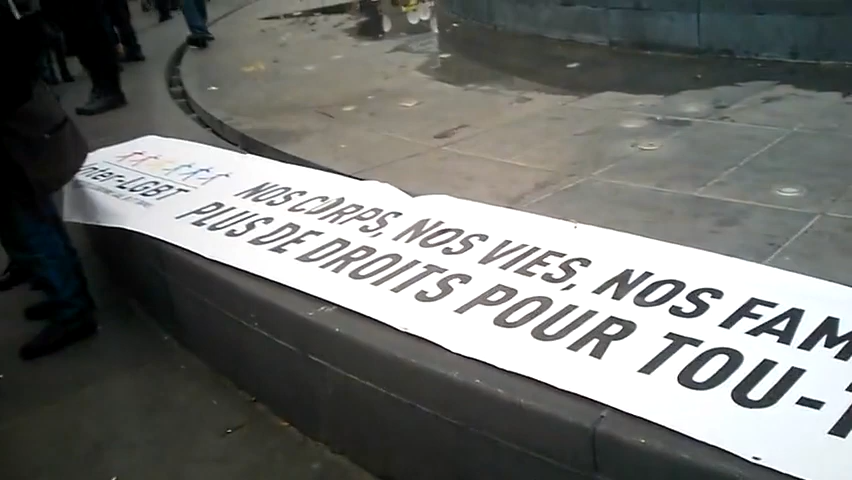 Inter-LGBT
NOS CORPS, NOS VIES, NOS FAM
PLUS DE DROITS POUR TOU-T